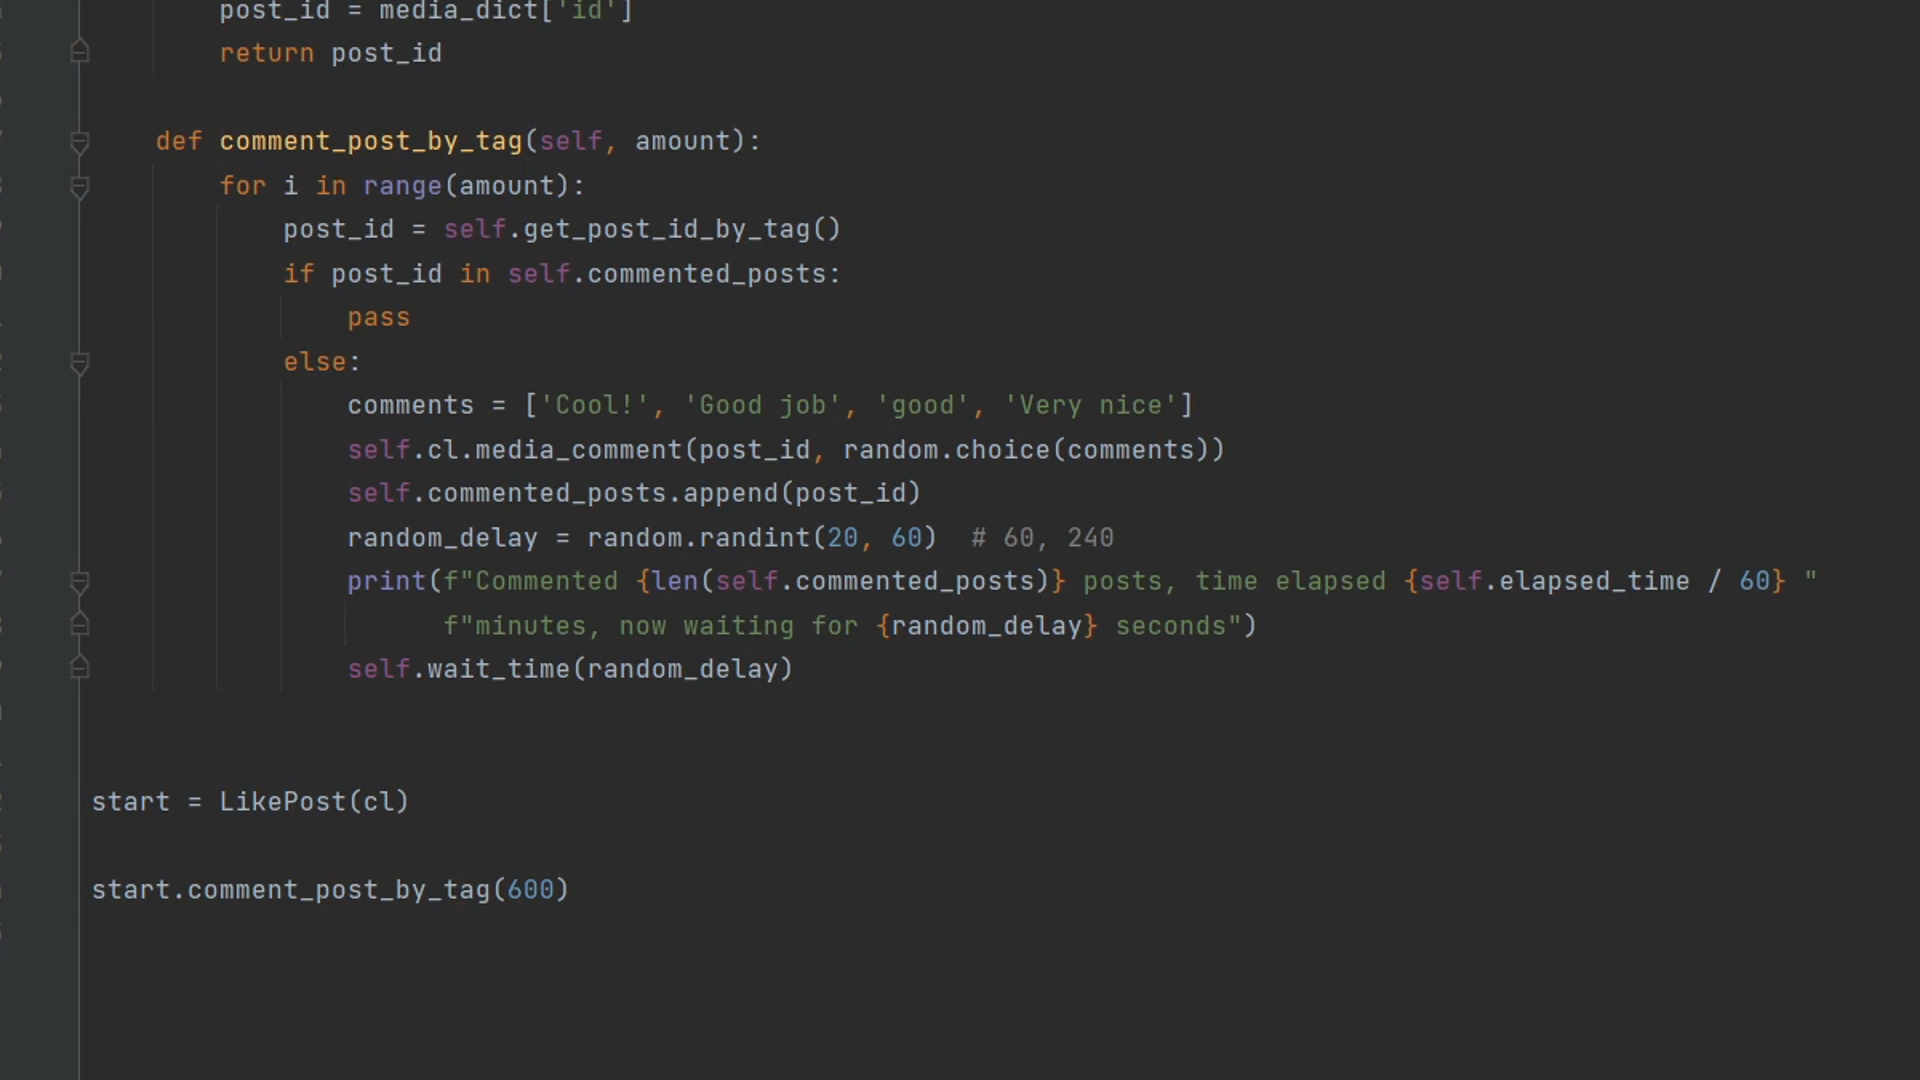 post_id = media_dict['id']
return post_id
def comment_post_by_tag(self, amount):
for i in range(amount):
post_id = self.get_post_id_by_tag()
if post_id in self.commented_posts:
pass
else:
comments = ['Cool!', 'Good job', 'good', 'Very nice']
self.cl.media_comment(post_id, random.choice(comments))
self.commented_posts.append(post_id)
random_delay = random.randint(20, 60)  # 60, 240
print(f"Commented {len(self.commented_posts)} posts, time elapsed {self.elapsed_time / 60} "
f"minutes, now waiting for {random_delay} seconds")
self.wait_time(random_delay)
start = LikePost(cl)
start.comment_post_by_tag(600)